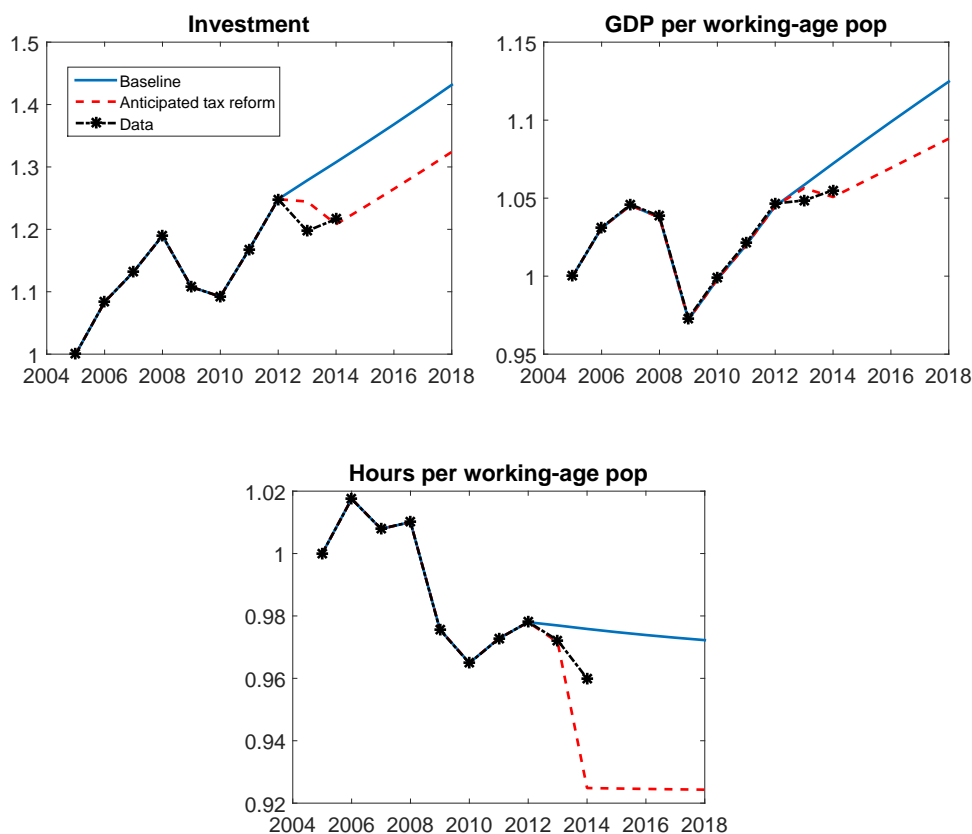 Investment
1.5
1.4
1.3
1.2
1.1
1
2004 2006 2008 2010 2012 2014 2016 2018
Baseline
Anticipated tax reform
Data
GDP per working-age pop
1.15
1.1
1.05
1
0.95
2004 2006 2008 2010 2012 2014 2016 2018
Hours per working-age pop
1.02
1
0.98
0.96
0.94
0.92
2004 2006 2008 2010 2012 2014 2016 2018